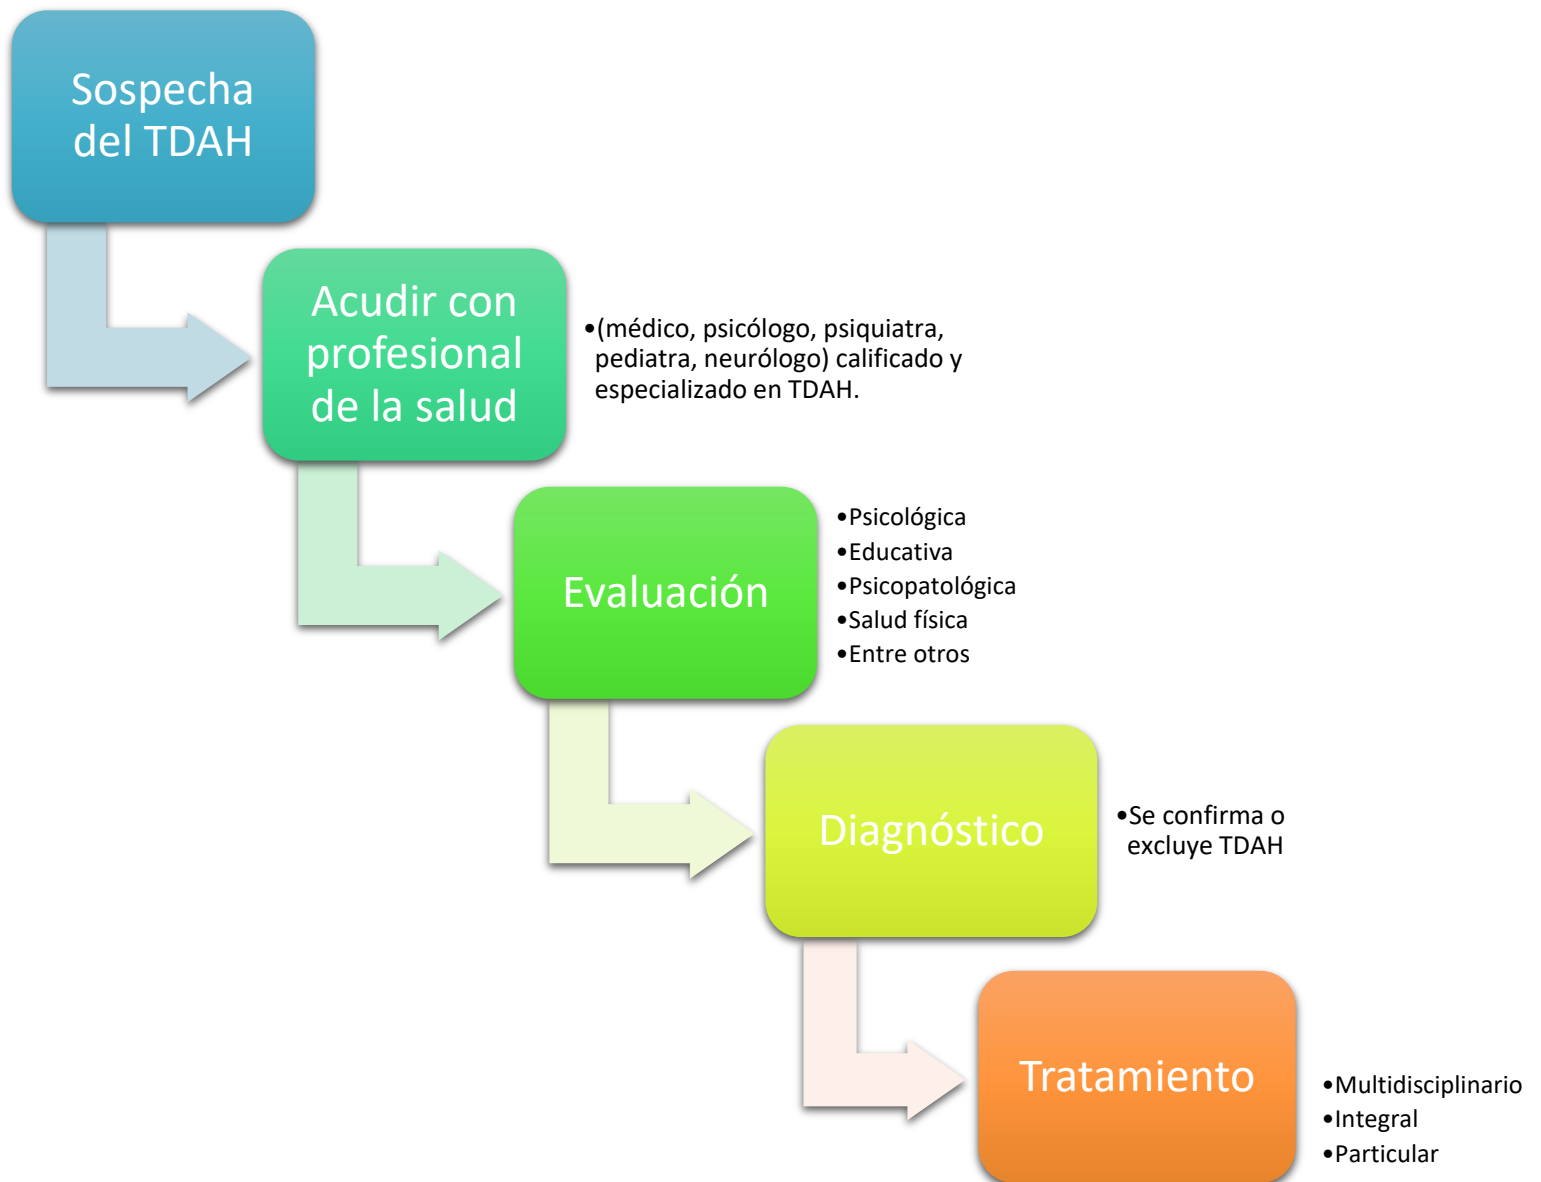 Sospecha
del TDAH
Acudir con
profesional
de la salud
•(médico, psicólogo, psiquiatra,
pediatra, neurólogo) calificado y
especializado en TDAH.
Evaluación
•Psicológica
•Educativa
•Psicopatológica
•Salud física
•Entre otros
Diagnóstico
•Se confirma o
excluye TDAH
Tratamiento
•Multidisciplinario
•Integral
•Particular